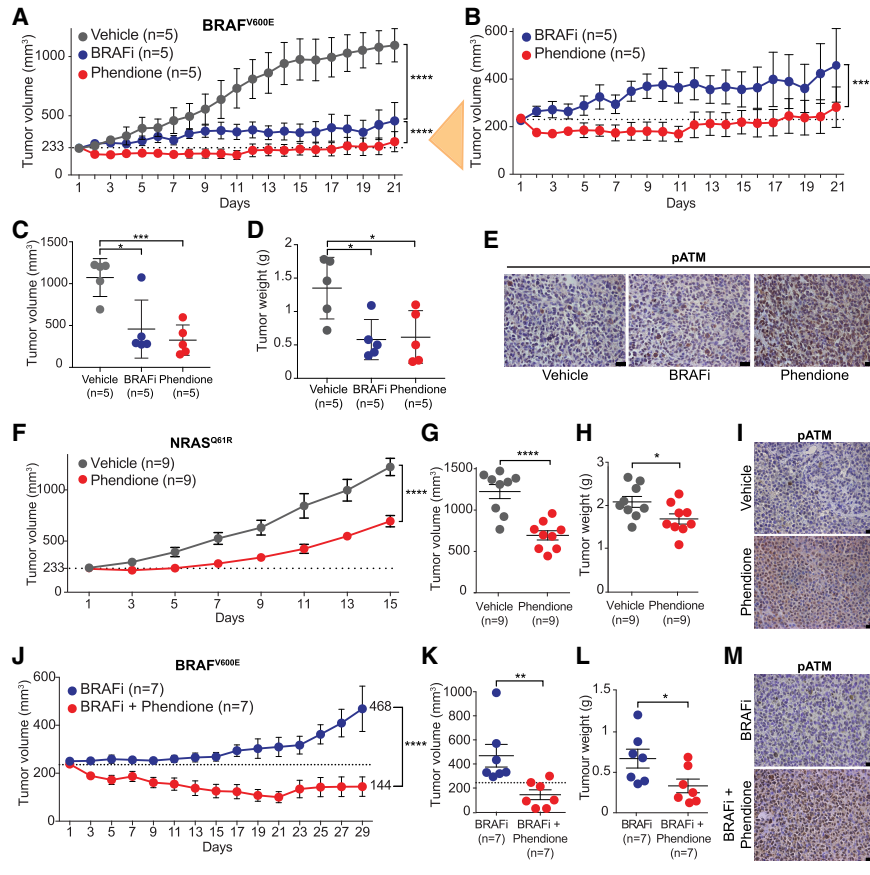 A
BRAFV600E
Vehicle (n=5)
BRAFi (n=5)
Phendione (n=5)
Tumor volume (mm3)
1000
500
233
0
1 3 5 7 9 11 13 15 17 19 21
Days
****
****
B
BRAFi (n=5)
Phendione (n=5)
Tumor volume (mm3)
600
400
200
0
1 3 5 7 9 11 13 15 17 19 21
Days
***
C
Tumor volume (mm3)
1500
1000
500
0
***
*
Vehicle BRAFi Phendione
(n=5) (n=5) (n=5)
D
Tumor weight (g)
2
1.5
1
0.5
0
*
*
Vehicle BRAFi Phendione
(n=5) (n=5) (n=5)
E
pATM
Vehicle BRAFi Phendione
F
NRASQ61R
Vehicle (n=9)
Phendione (n=9)
Tumor volume (mm3)
1000
500
233
0
1 3 5 7 9 11 13 15
Days
****
G
Tumor volume (mm3)
1500
1000
500
0
****
Vehicle Phendione
(n=9) (n=9)
H
Tumor weight (g)
3
2
1
0
*
Vehicle Phendione
(n=9) (n=9)
I
pATM
Vehicle
Phendione
J
BRAFV600E
BRAFi (n=7)
BRAFi + Phendione (n=7)
Tumor volume (mm3)
600
400
200
0
1 3 5 7 9 11 13 15 17 19 21 23 25 27 29
Days
468
144
****
K
Tumor volume (mm3)
1000
800
600
400
200
0
**
BRAFi BRAFi +
(n=7) Phendione
(n=7)
L
Tumour weight (g)
1.5
1
0.5
0
*
BRAFi BRAFi +
(n=7) Phendione
(n=7)
M
pATM
BRAFi
BRAFi +
Phendione